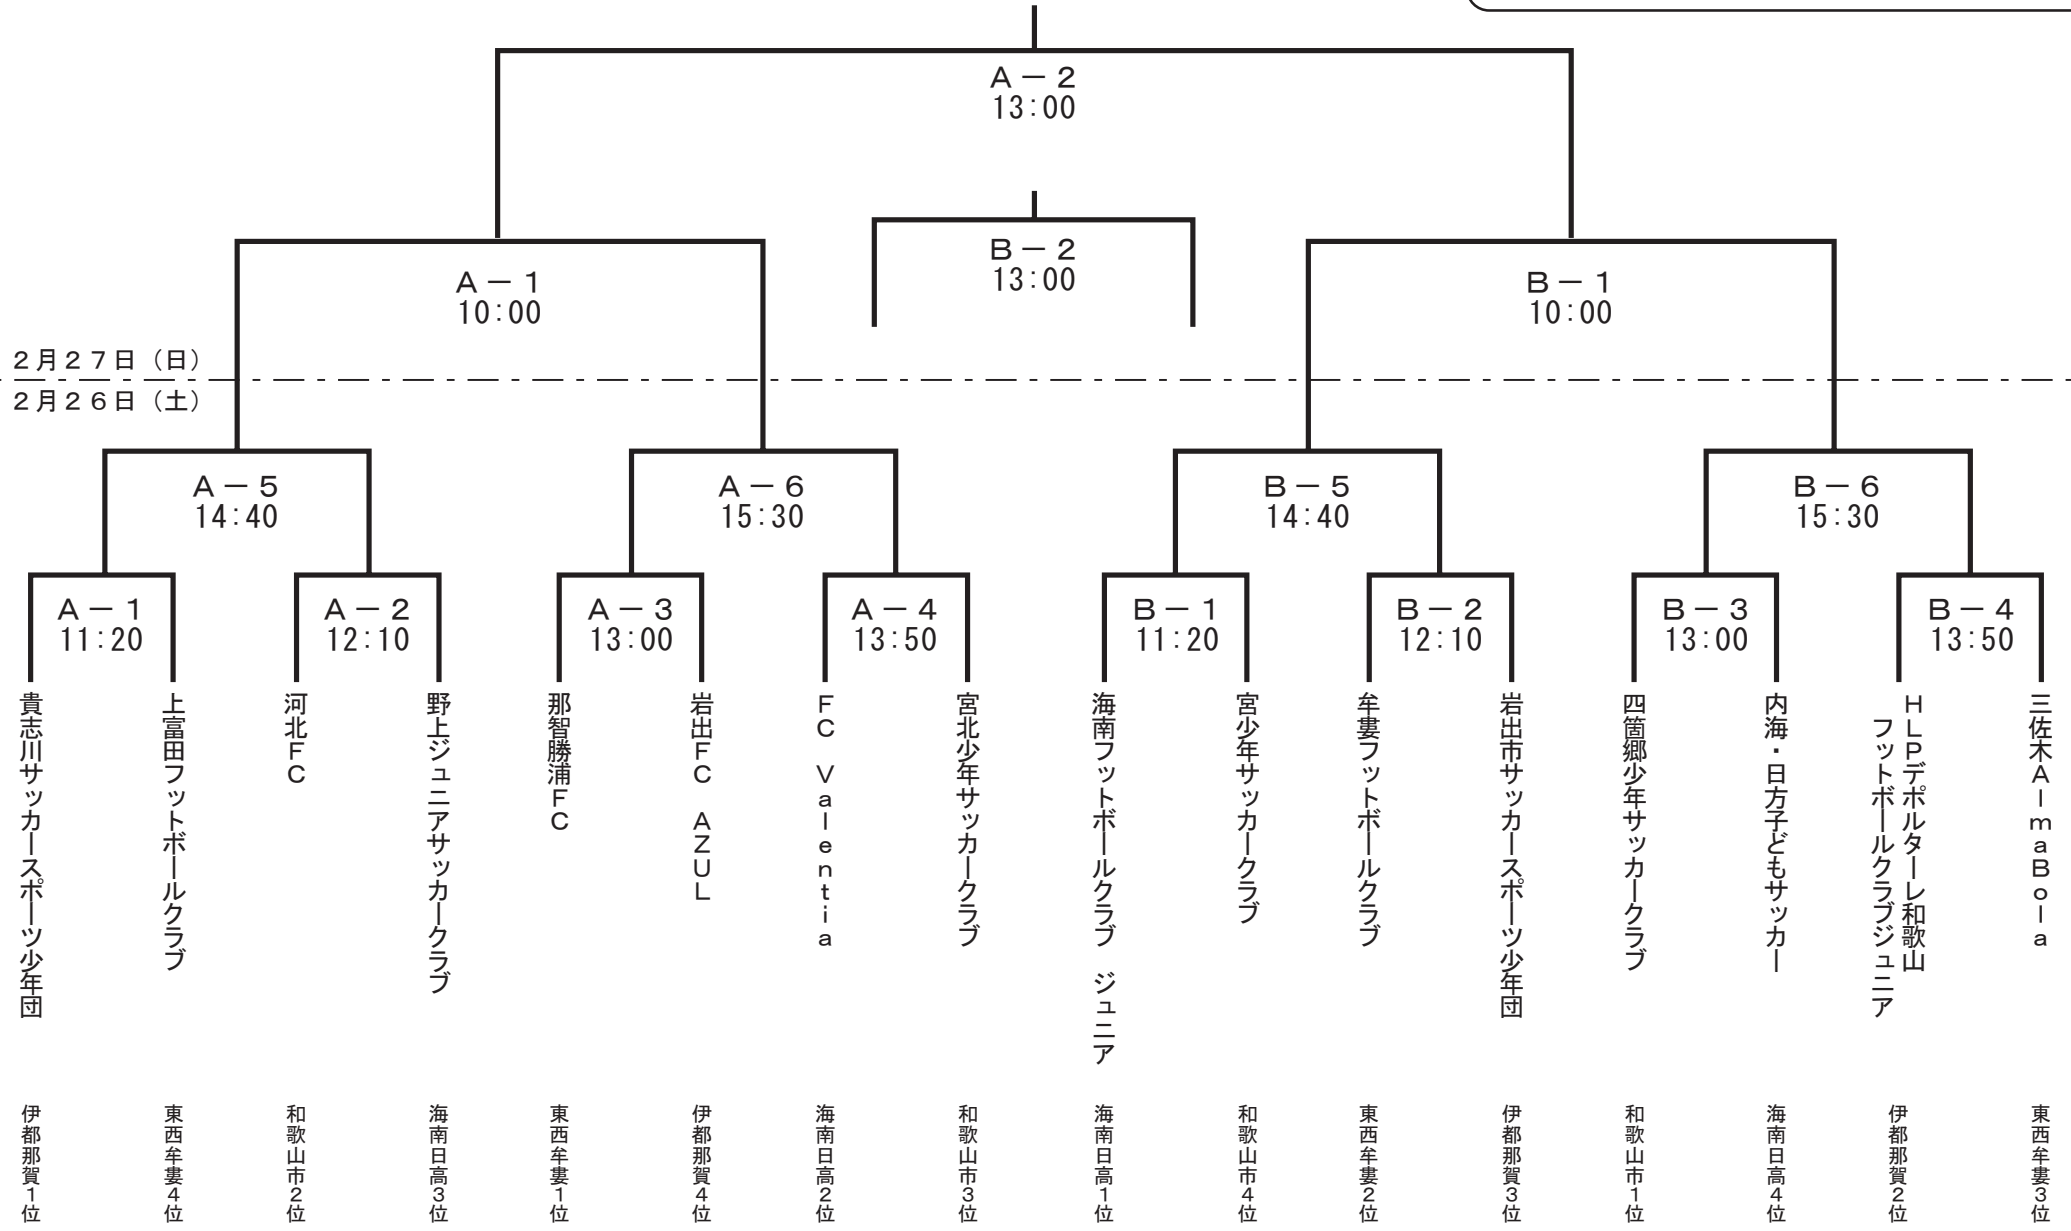 Ａ－２
13:00
Ｂ－２
13:00
Ａ－１
10:00
Ｂ－１
10:00
２月２７日（日）
２月２６日（土）
Ａ－５
14:40
Ａ－６
15:30
Ｂ－５
14:40
Ｂ－６
15:30
Ａ－１
11:20
Ａ－２
12:10
Ａ－３
13:00
Ａ－４
13:50
Ｂ－１
11:20
Ｂ－２
12:10
Ｂ－３
13:00
Ｂ－４
13:50
貴志川サッカースポーツ少年団
上富田フットボールクラブ
河北ＦＣ
野上ジュニアサッカークラブ
那智勝浦ＦＣ
岩出ＦＣ　ＡＺＵＬ
ＦＣ　Ｖａｌｅｎｔｉａ
宮北少年サッカークラブ
海南フットボールクラブ　ジュニア
宮少年サッカークラブ
牟婁フットボールクラブ
岩出市サッカースポーツ少年団
四箇郷少年サッカークラブ
内海・日方子どもサッカー
ＨＬＰデポルターレ和歌山
フットボールクラブジュニア
三佐木ＡｌｍａＢｏｌａ
伊都那賀１位
東西牟婁４位
和歌山市２位
海南日高３位
東西牟婁１位
伊都那賀４位
海南日高２位
和歌山市３位
海南日高１位
和歌山市４位
東西牟婁２位
伊都那賀３位
和歌山市１位
海南日高４位
伊都那賀２位
東西牟婁３位